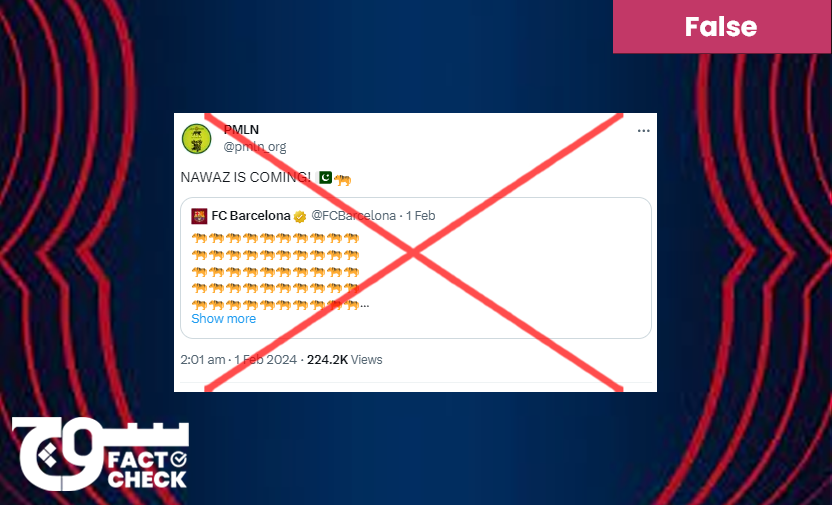 False
PMLN
@pmln_org
NAWAZ IS COMING! 🇵🇰🐅
FC Barcelona @FCBarcelona · 1 Feb
🐅🐅🐅🐅🐅🐅🐅🐅🐅🐅
🐅🐅🐅🐅🐅🐅🐅🐅🐅🐅
🐅🐅🐅🐅🐅🐅🐅🐅🐅🐅
🐅🐅🐅🐅🐅🐅🐅🐅🐅🐅
🐅🐅🐅🐅🐅🐅🐅🐅🐅🐅...
Show more
2:01 am · 1 Feb 2024 · 224.2K Views
سوچ
FACT
CHECK